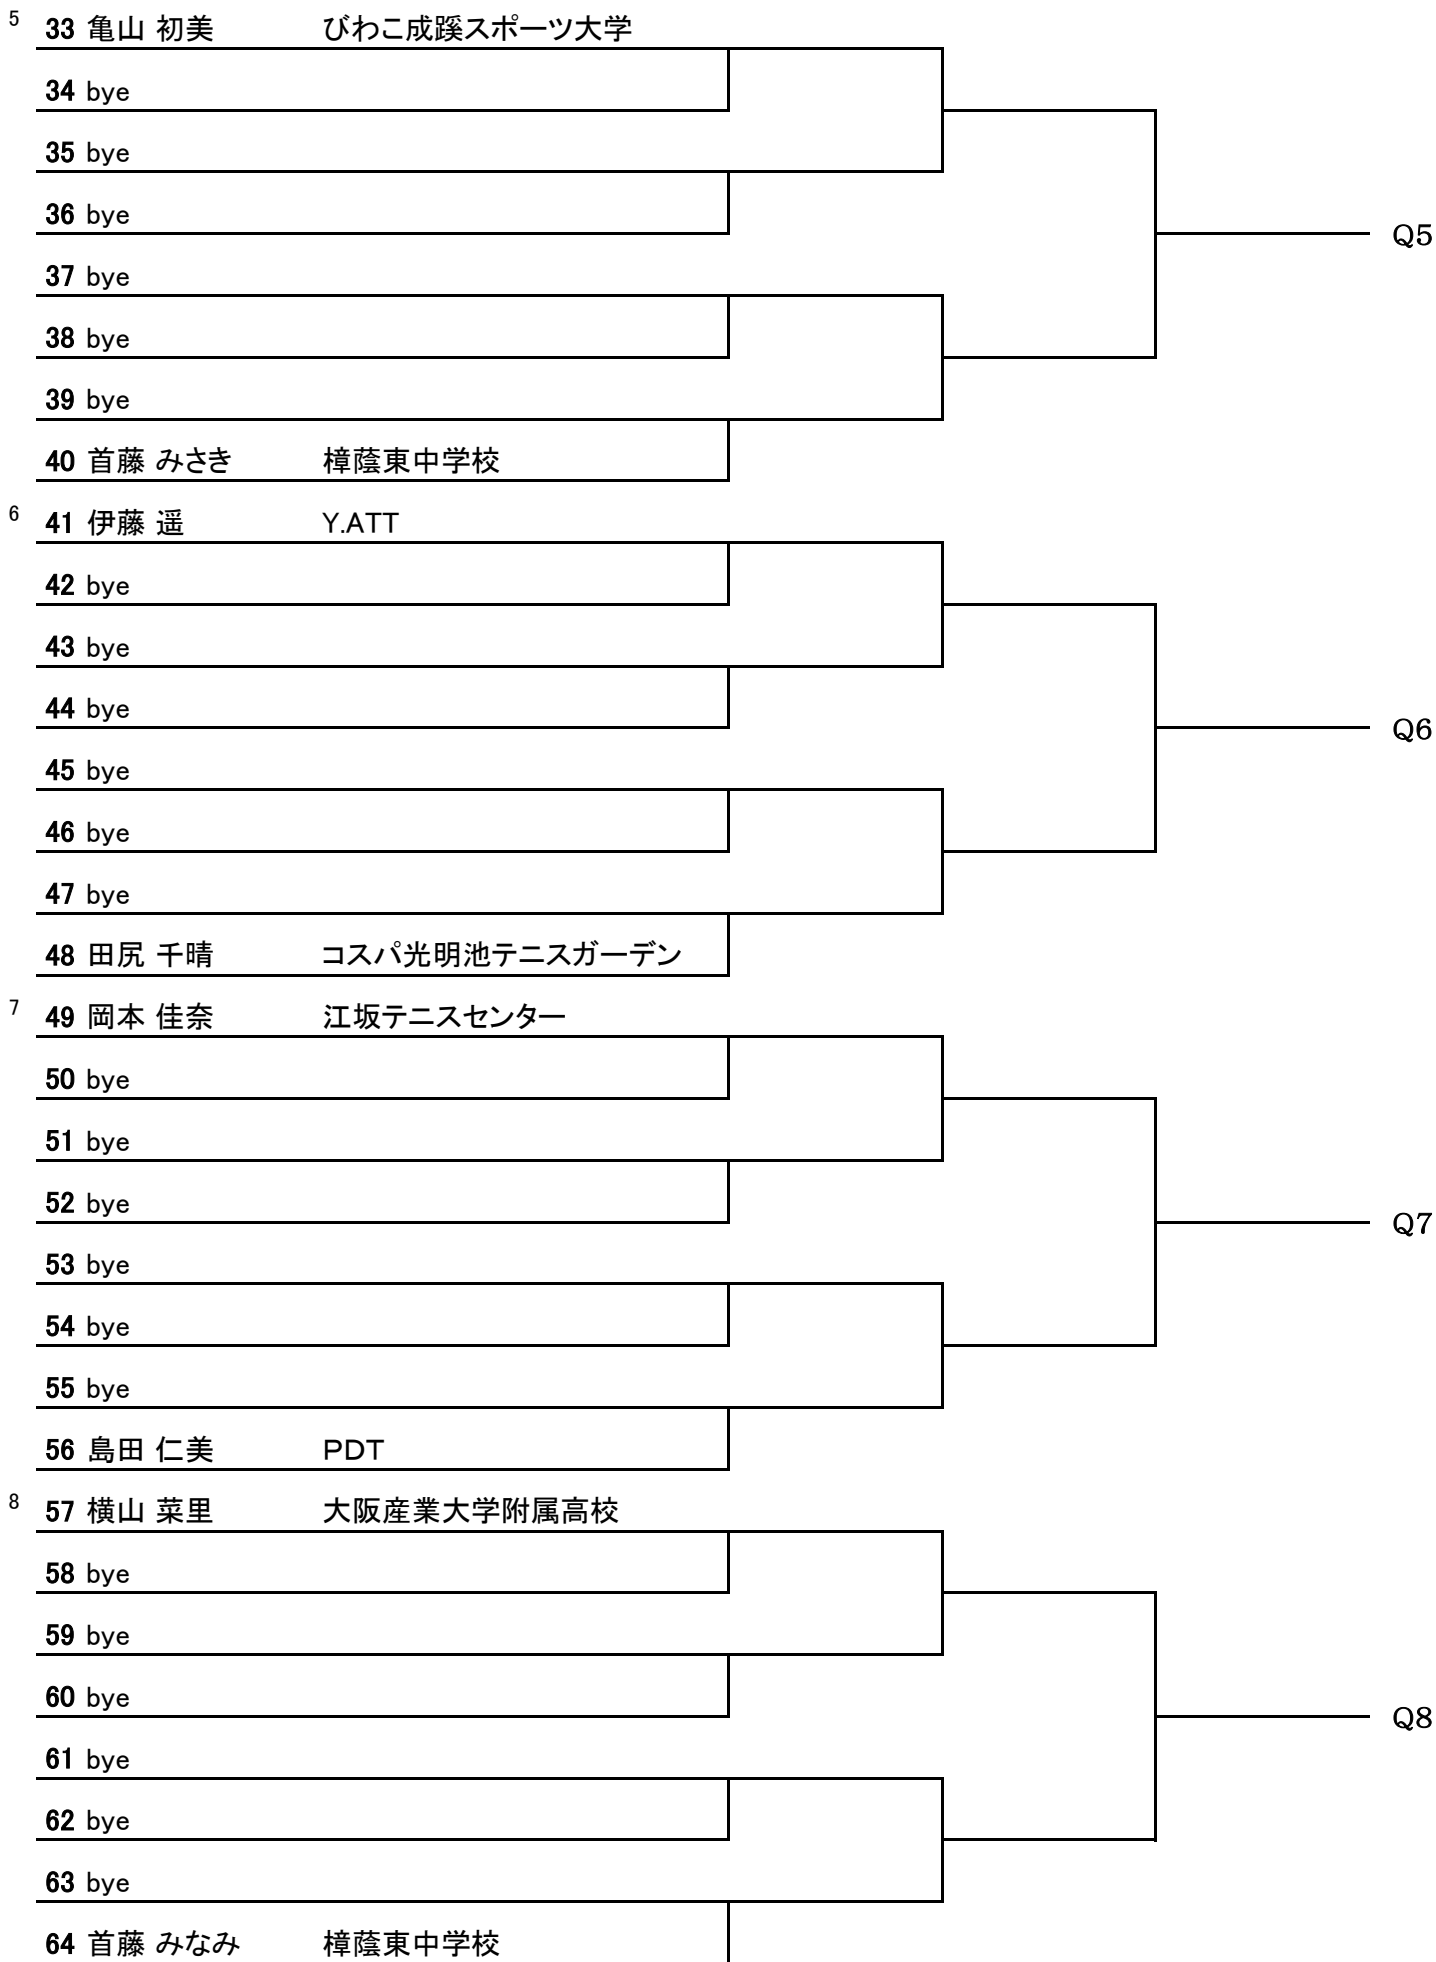 5 33 亀山 初美 びわこ成蹊スポーツ大学
34 bye
35 bye
36 bye
Q5
37 bye
38 bye
39 bye
40 首藤 みさき 樟蔭東中学校
6 41 伊藤 遥 Y.ATT
42 bye
43 bye
44 bye
Q6
45 bye
46 bye
47 bye
48 田尻 千晴 コスパ光明池テニスガーデン
7 49 岡本 佳奈 江坂テニスセンター
50 bye
51 bye
52 bye
Q7
53 bye
54 bye
55 bye
56 島田 仁美 PDT
8 57 横山 菜里 大阪産業大学附属高校
58 bye
59 bye
60 bye
Q8
61 bye
62 bye
63 bye
64 首藤 みなみ 樟蔭東中学校